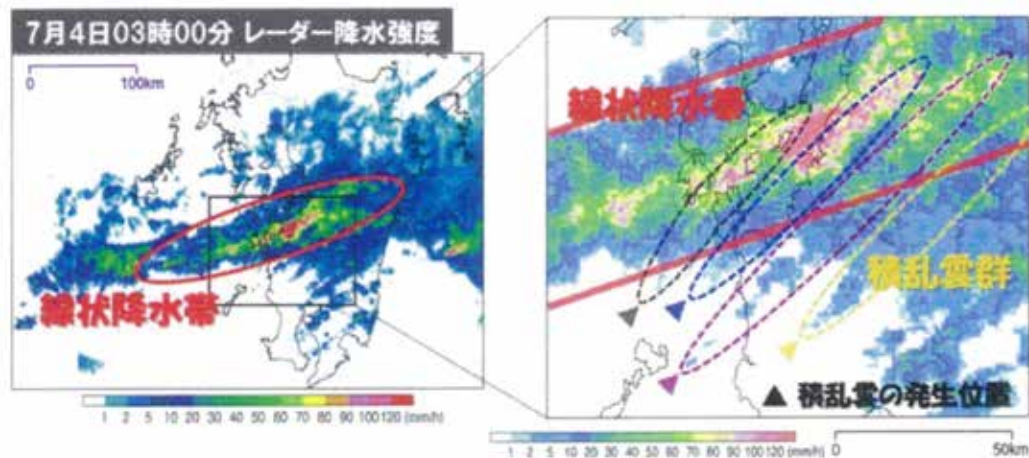 7月4日03時00分 レーダー降水強度
0 100km
線状降水帯
1 2 5 10 20 30 40 50 60 70 80 90 100 120 (mm/h)
線状降水帯
積乱雲群
▲ 積乱雲の発生位置
1 2 5 10 20 30 40 50 60 70 80 90 100 120 (mm/h)
0 50km